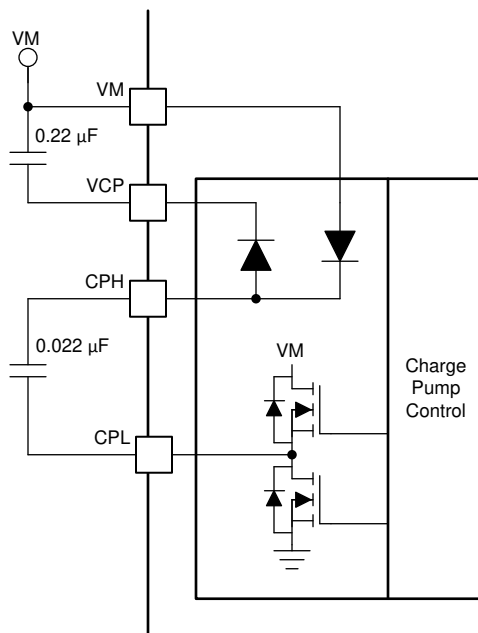 VM
VM
0.22 µF
VCP
CPH
0.022 µF
VM
Charge
Pump
Control
CPL